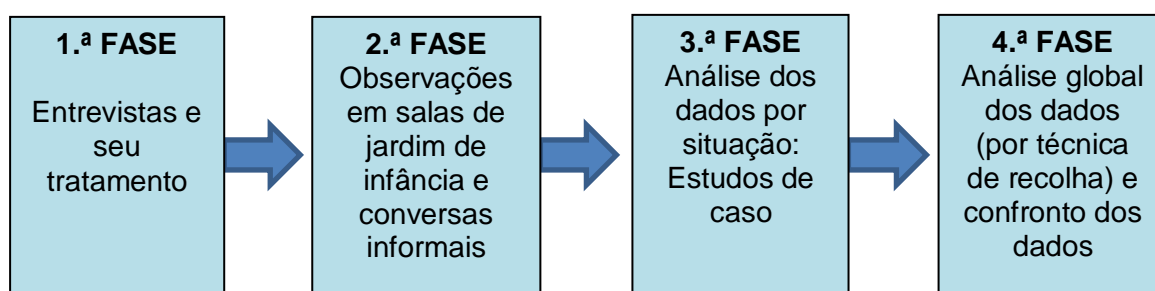 1.ª FASE
Entrevistas e
seu
tratamento
2.ª FASE
Observações
em salas de
jardim de
infância e
conversas
informais
3.ª FASE
Análise dos
dados por
situação:
Estudos de
caso
4.ª FASE
Análise global
dos dados
(por técnica
de recolha) e
confronto dos
dados